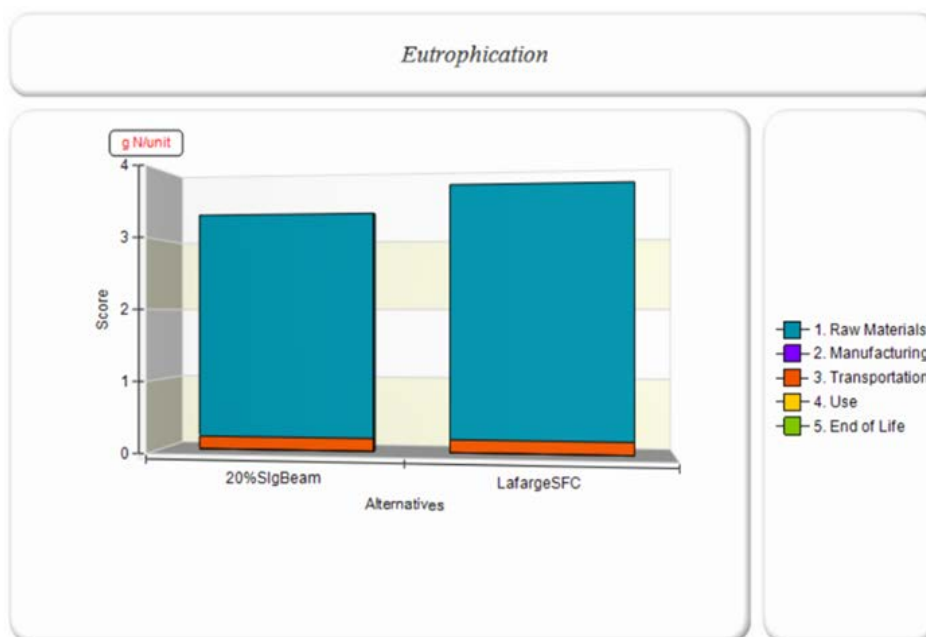 Eutrophication
g N/unit
4
3
2
1
0
Score
20%SlgBeam
LafargeSFC
Alternatives
1. Raw Materials
2. Manufacturing
3. Transportation
4. Use
5. End of Life